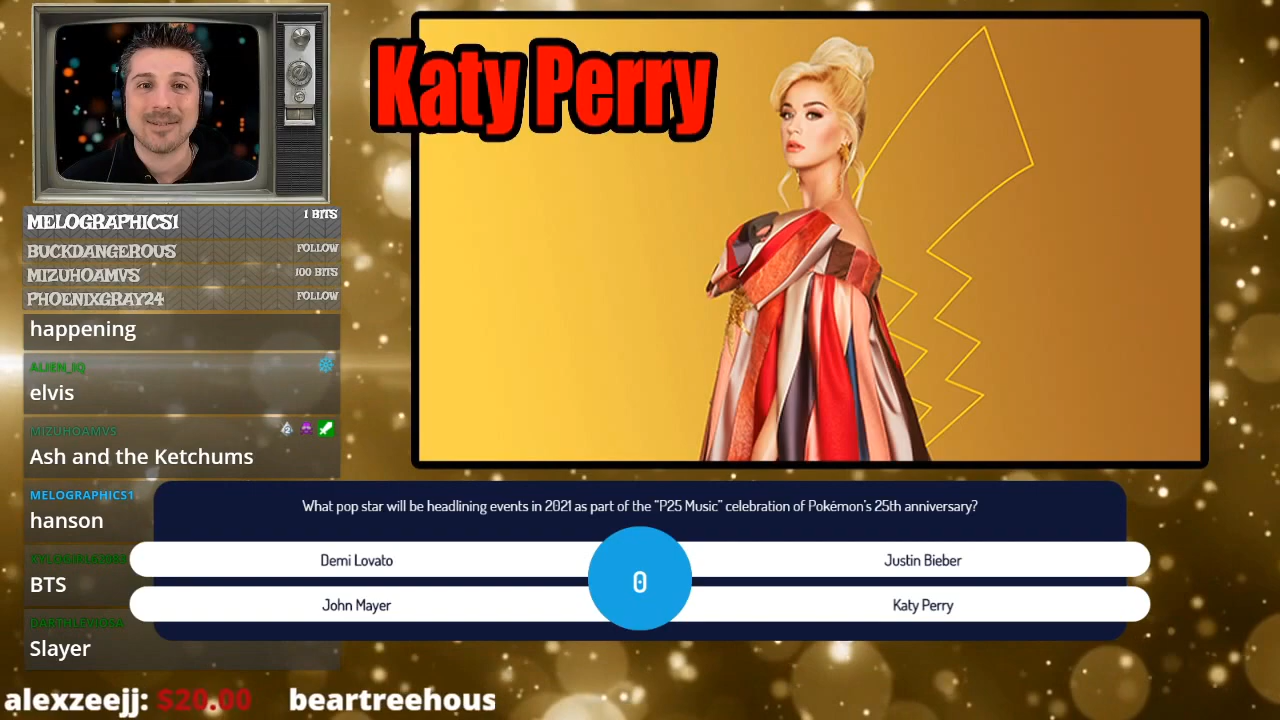 Katy Perry
MELOGRAPHICS1 1 BITS
BUCKDANGEROUS FOLLOW
MIZUHOAMVS 100 BITS
PHOENIXGRAY24 FOLLOW
happening
ALIEN_IQ
elvis
MIZUHOAMVS
Ash and the Ketchums
MELOGRAPHICS1
hanson
BTS
Slayer
What pop star will be headlining events in 2021 as part of the "P25 Music" celebration of Pokémon's 25th anniversary?
Demi Lovato
Justin Bieber
0
John Mayer
Katy Perry
alexzeejj: $20.00 beartreehous